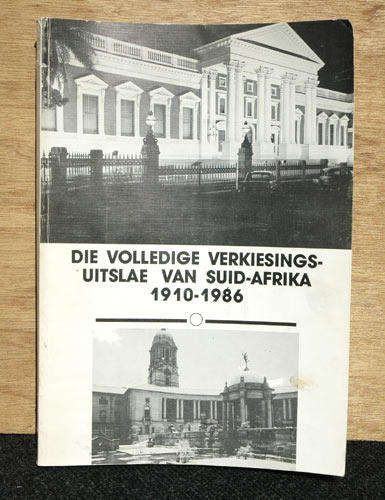 DIE VOLLEDIGE VERKIESINGS-
UITSLAE VAN SUID-AFRIKA
1910-1986